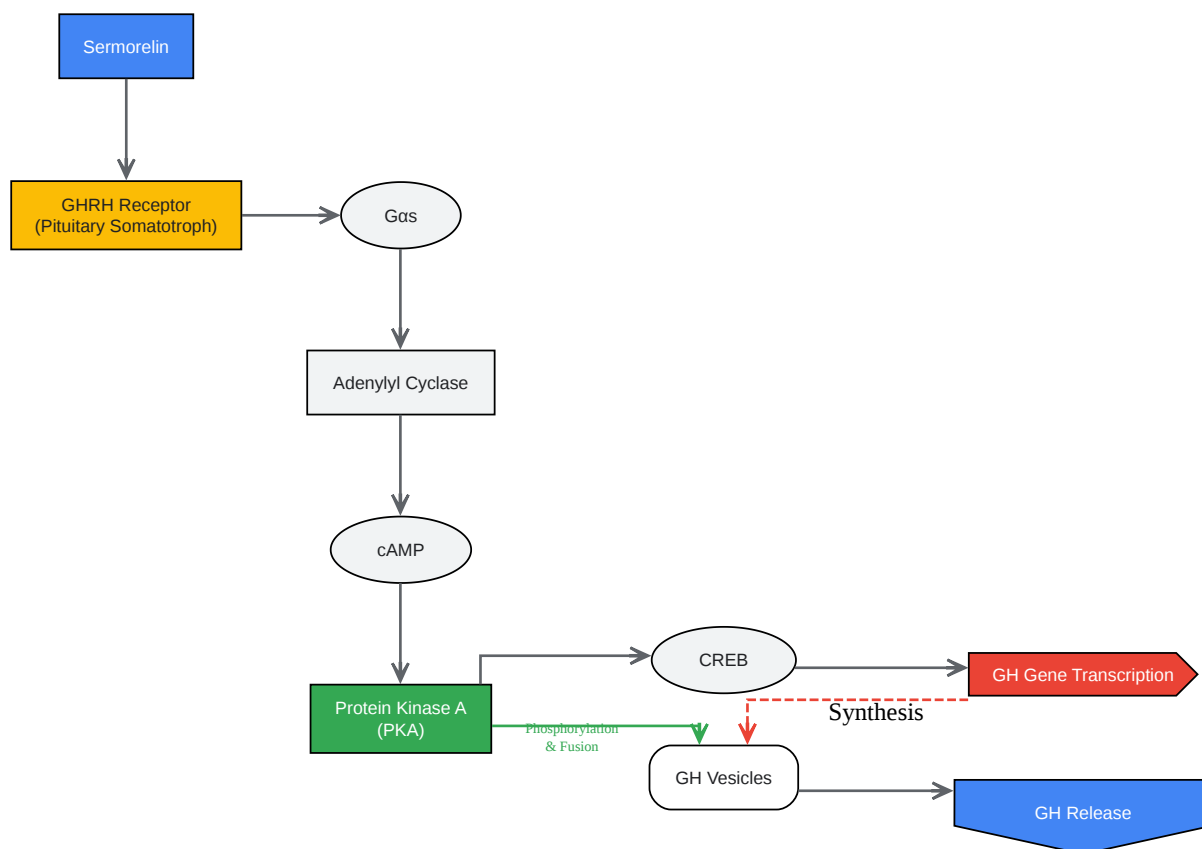 Sermorelin
GHRH Receptor
(Pituitary Somatotroph)
Gαs
Adenylyl Cyclase
cAMP
CREB
GH Gene Transcription
Protein Kinase A
(PKA)
Phosphorylation
& Fusion
Synthesis
GH Vesicles
GH Release